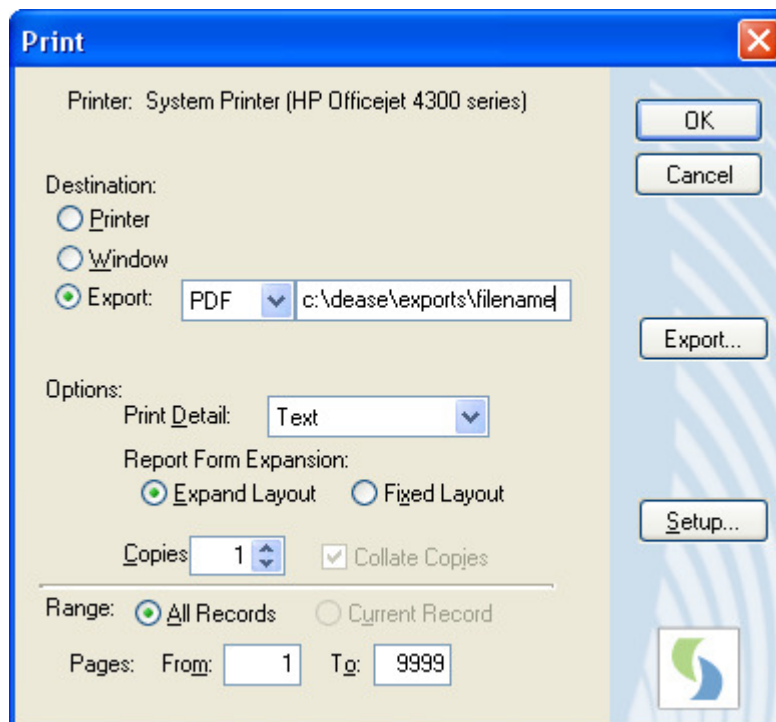 Print
Printer: System Printer (HP Officejet 4300 series)
OK
Cancel
Destination:
Printer
Window
Export: PDF c:\dease\exports\filename
Export...
Options:
Print Detail: Text
Report Form Expansion:
Expand Layout Fixed Layout
Setup...
Copies 1 Collate Copies
Range: All Records Current Record
Pages: From: 1 To: 9999